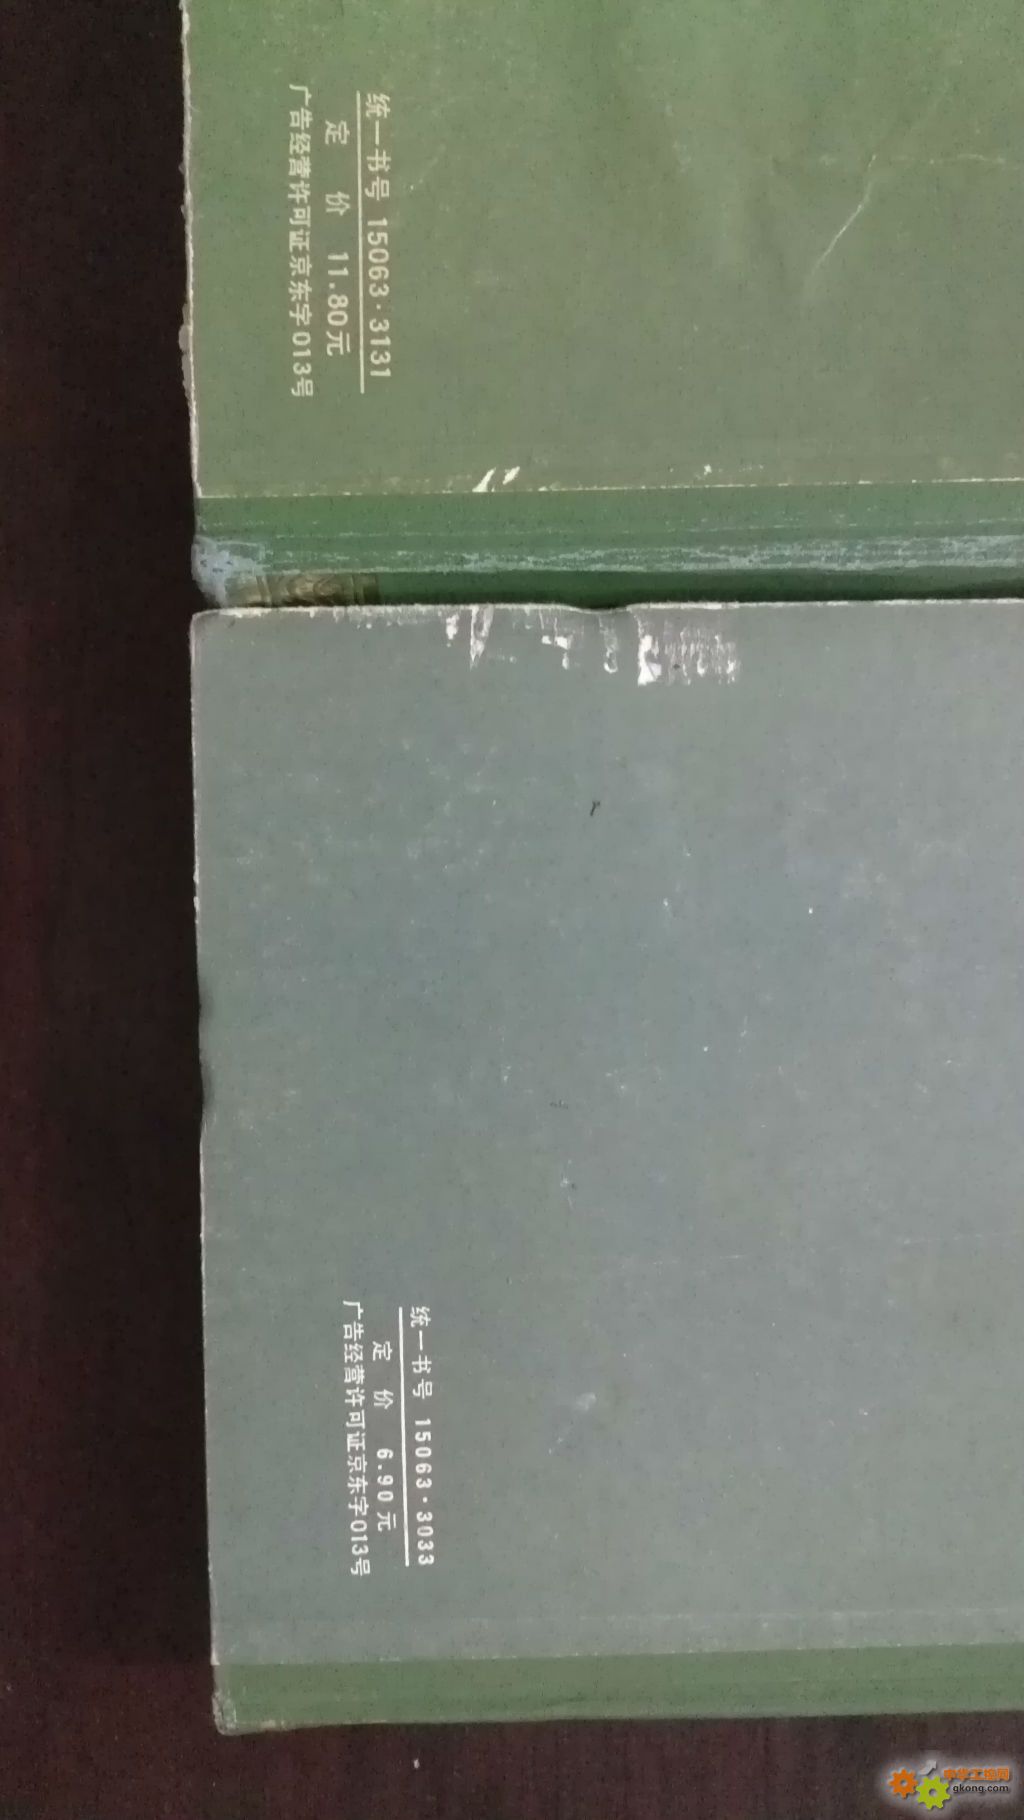 统一书号 15063·3131
定 价 11.80元
广告经营许可证京东字013号
统一书号 15063·3033
定 价 6.90元
广告经营许可证京东字013号
中华工控网
gkong.com